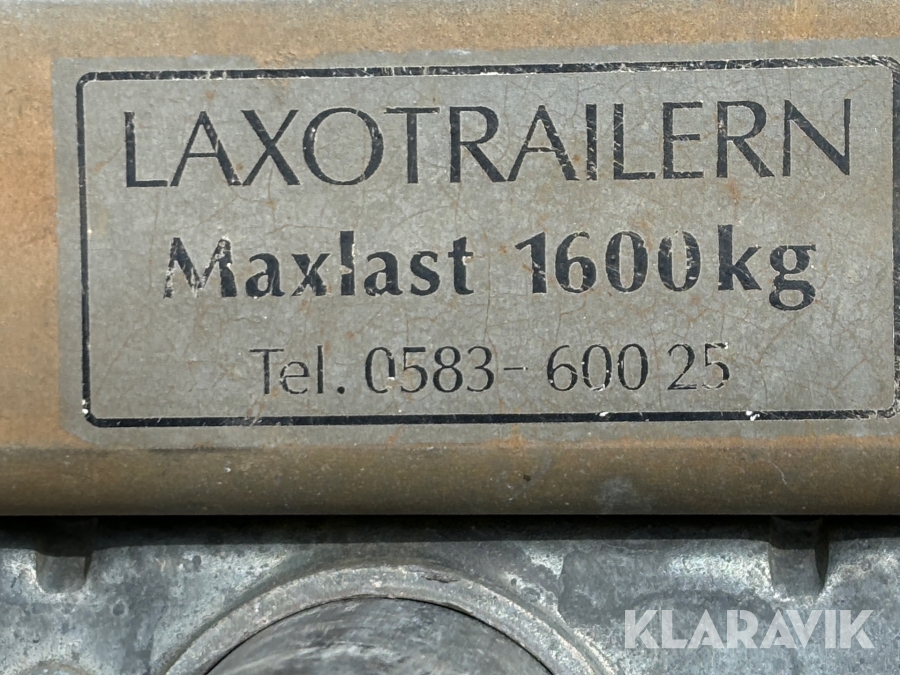 LAXOTRAILERN
Maxlast 1600kg
Tel. 0583-600 25
KLARAVIK